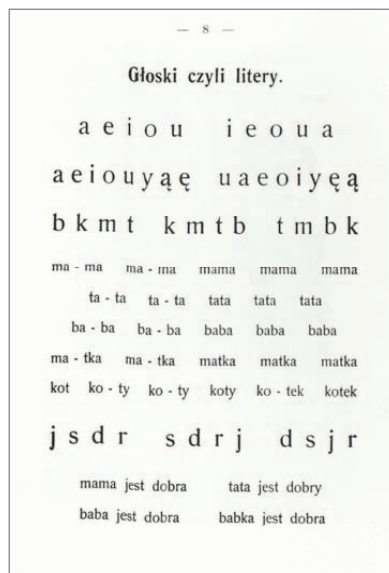 — 8 —
Głoski czyli litery.
a e i o u i e o u a
a e i o u y ą ę u a e o i y ę ą
b k m t k m t b t m b k
ma - ma ma - ma mama mama mama
ta - ta ta - ta tata tata tata
ba - ba ba - ba baba baba baba
ma - tka ma - tka matka matka matka
kot ko - ty ko - ty koty ko - tek kotek
j s d r s d r j d s j r
mama jest dobra tata jest dobry
baba jest dobra babka jest dobra